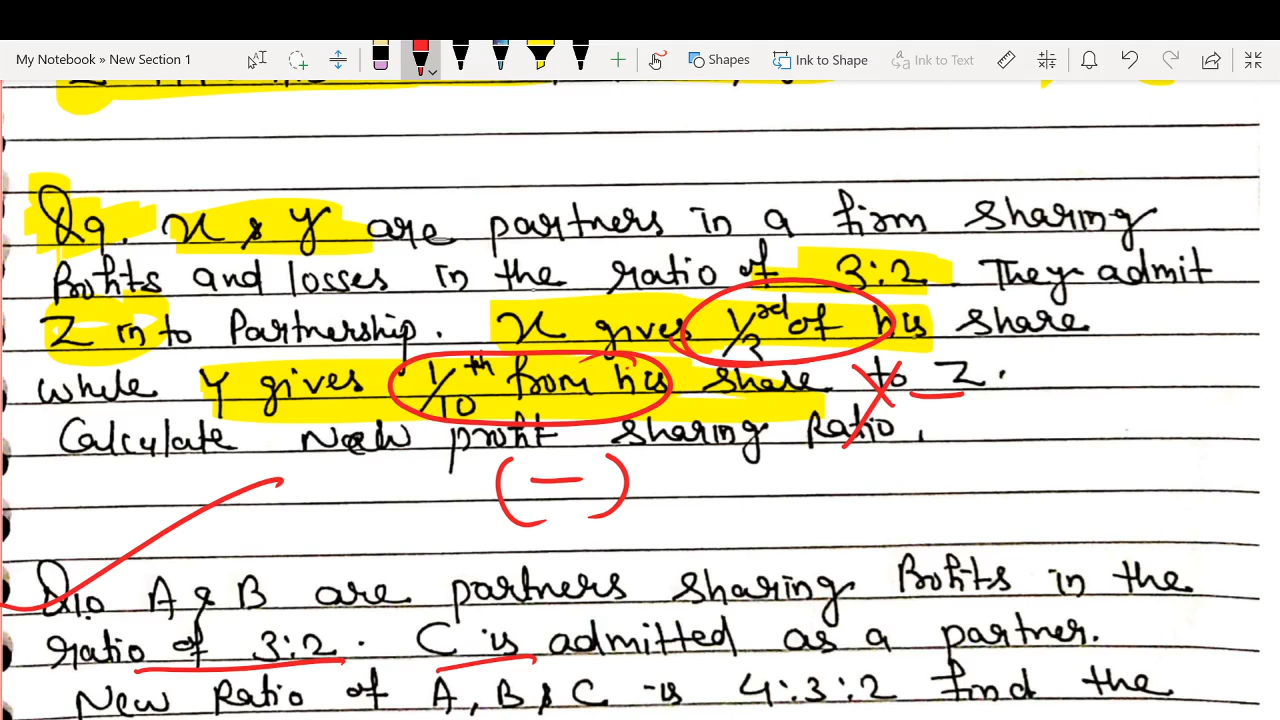 My Notebook » New Section 1
Shapes
Ink to Shape
Ink to Text
Q9. X & Y are partners in a firm sharing
Profits and losses in the ratio of 3:2. They admit
Z in to Partnership. X gives 1/3rd of his share
while Y gives 1/10th from his share to Z.
Calculate New profit sharing Ratio.
(-)
Q10 A & B are partners sharing Profits in the
ratio of 3:2. C is admitted as a partner.
New Ratio of A, B & C is 4:3:2 find the